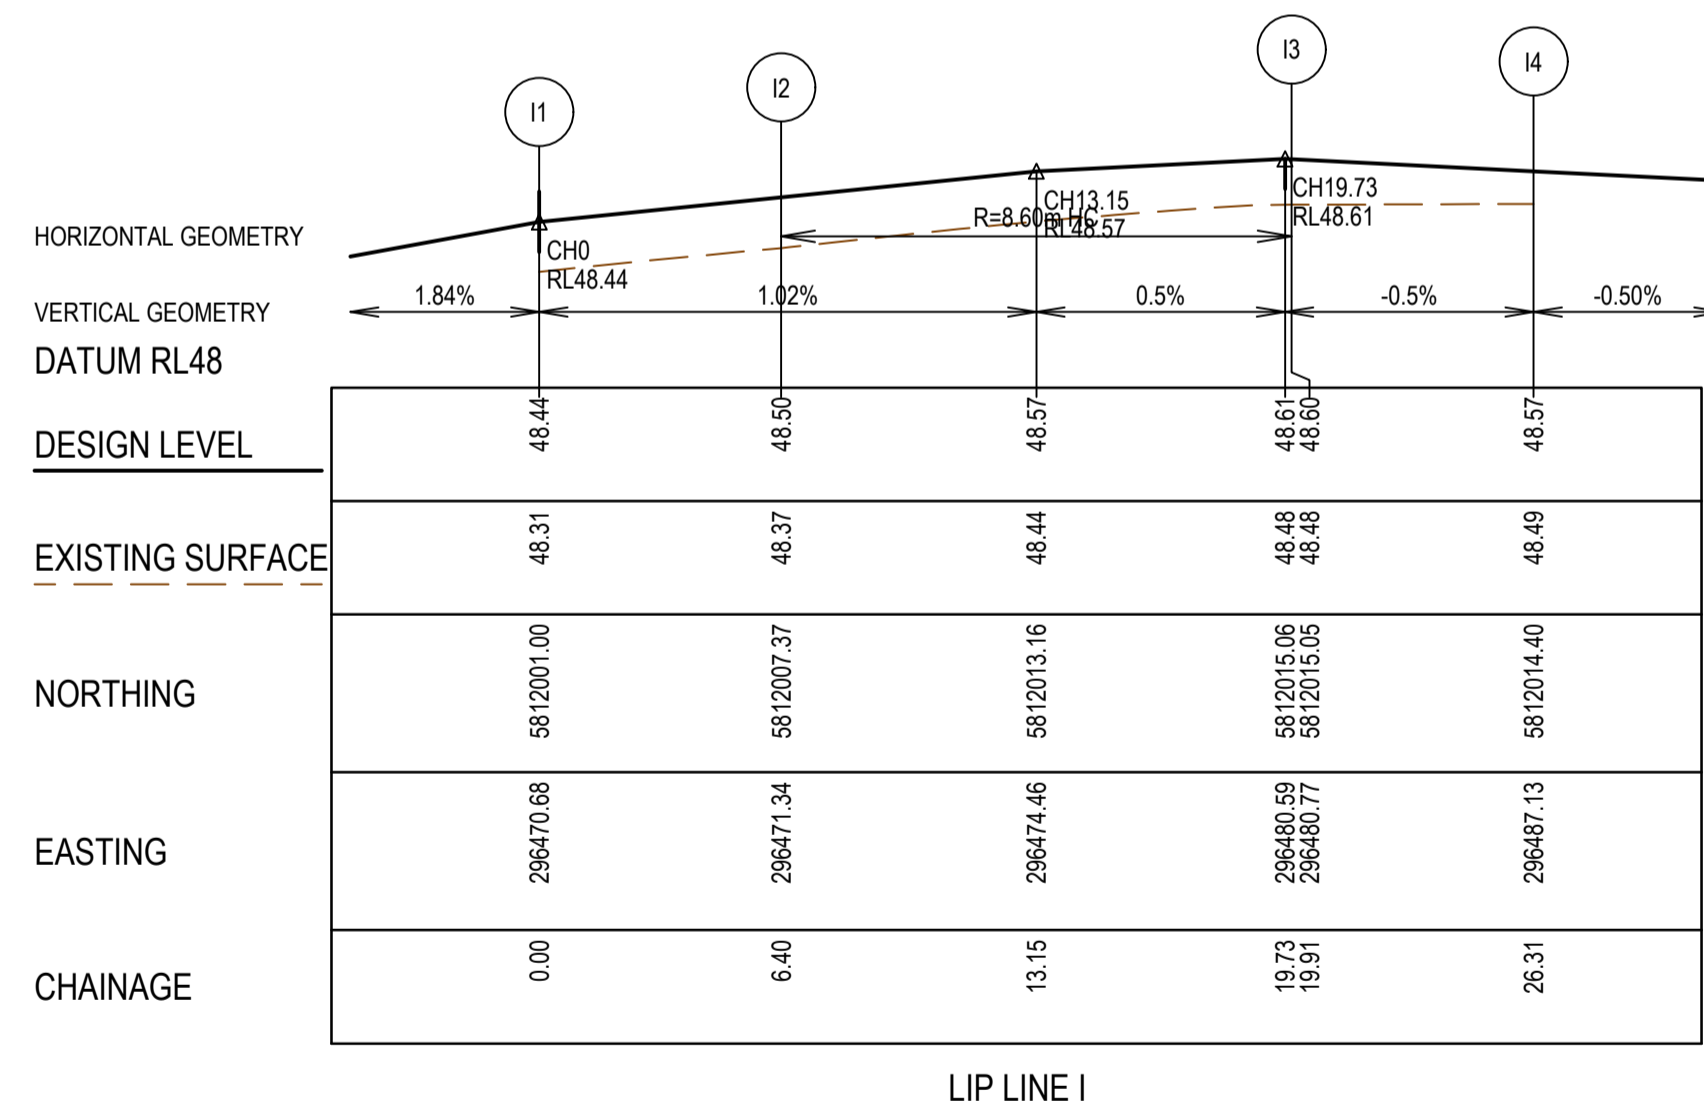 I1
I2
I3
I4
HORIZONTAL GEOMETRY
R=8.60m HC
CH0
RL48.44
CH13.15
RL48.57
CH19.73
RL48.61
VERTICAL GEOMETRY
1.84% 1.02% 0.5% -0.5% -0.50%
DATUM RL48
DESIGN LEVEL
48.44 48.50 48.57 48.61 48.60 48.57
EXISTING SURFACE
48.31 48.37 48.44 48.48 48.48 48.49
NORTHING
5812001.00 5812007.37 5812013.16 5812015.06 5812015.05 5812014.40
EASTING
296470.68 296471.34 296474.46 296480.59 296480.77 296487.13
CHAINAGE
0.00 6.40 13.15 19.73 19.91 26.31
LIP LINE I